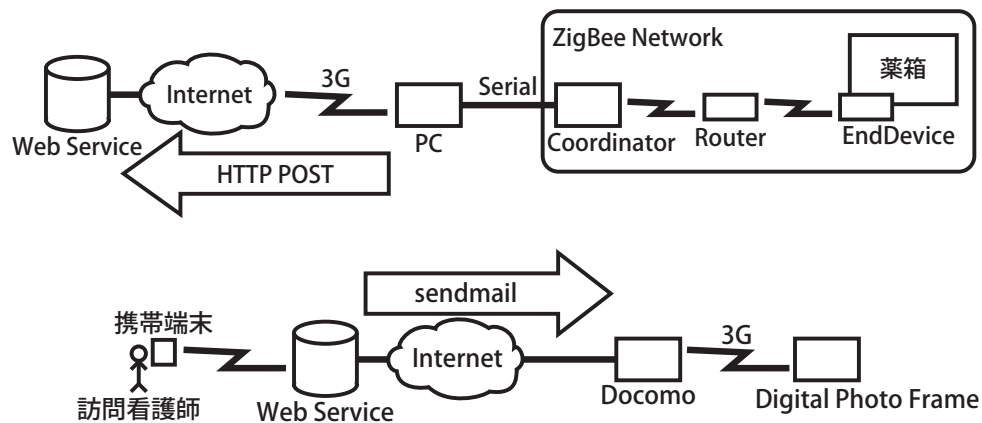 ZigBee Network
薬箱
3G
Serial
Internet
Web Service
PC
Coordinator
Router
EndDevice
HTTP POST
sendmail
携帯端末
3G
Internet
訪問看護師
Web Service
Docomo
Digital Photo Frame